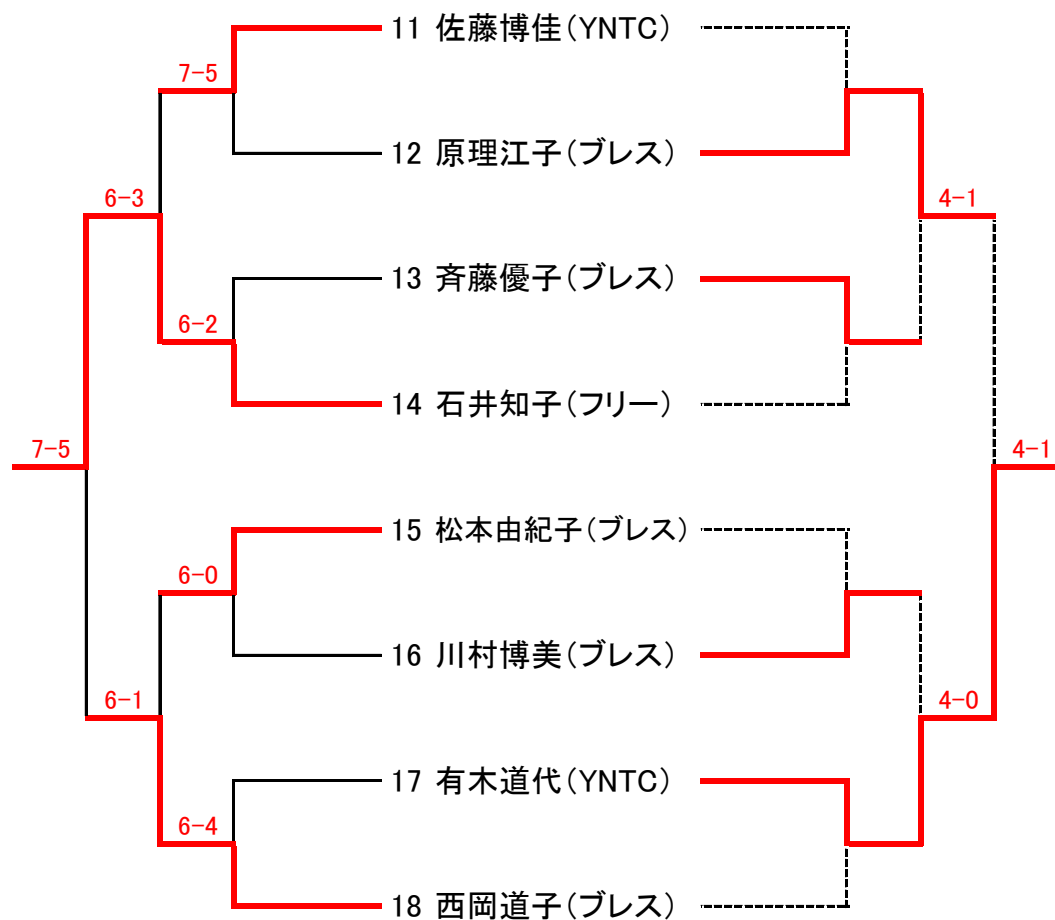 11 佐藤博佳(YNTC)
7-5
12 原理江子(ブレス)
6-3
4-1
13 斉藤優子(ブレス)
6-2
14 石井知子(フリー)
7-5
4-1
15 松本由紀子(ブレス)
6-0
16 川村博美(ブレス)
6-1
4-0
17 有木道代(YNTC)
6-4
18 西岡道子(ブレス)